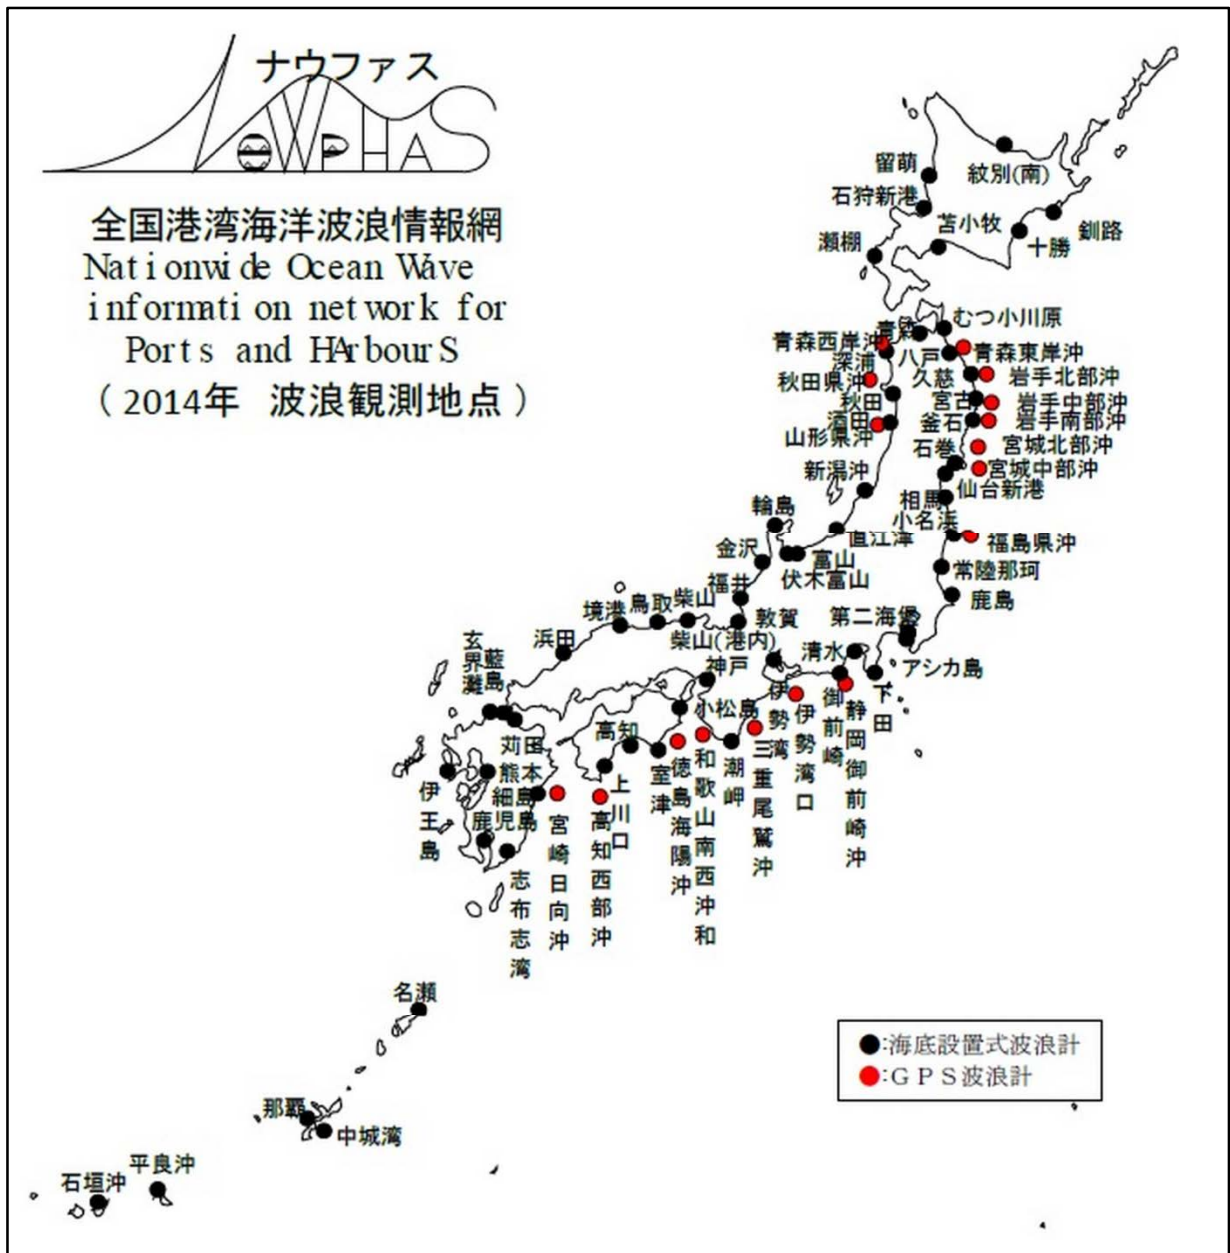 ナウファス
NOWPHAS
全国港湾海洋波浪情報網
Nationwide Ocean Wave
information network for
Ports and HArbourS
（2014年 波浪観測地点）
留萌
紋別(南)
石狩新港
瀬棚
苫小牧
釧路
十勝
むつ小川原
青森
青森西岸沖
八戸
青森東岸沖
深浦
久慈
岩手北部沖
秋田県沖
秋田
宮古
岩手中部沖
酒田
釜石
岩手南部沖
山形県沖
石巻
宮城北部沖
新潟沖
宮城中部沖
仙台新港
相馬
輪島
小名浜
直江津
福島県沖
金沢
富山
伏木富山
常陸那珂
福井
鹿島
境港
鳥取
柴山
敦賀
第二海堡
浜田
柴山(港内)
清水
アシカ島
玄界灘
藍島
神戸
下田
小松島
伊勢湾
伊勢湾口
御前崎
静岡御前崎沖
高知
苅田
室津
徳島海陽沖
和歌山南西沖和
潮岬
三重尾鷲沖
伊王島
熊本
細島
鹿児島
上川口
宮崎日向沖
高知西部沖
志布志湾
名瀬
●:海底設置式波浪計
●:ＧＰＳ波浪計
那覇
中城湾
平良沖
石垣沖